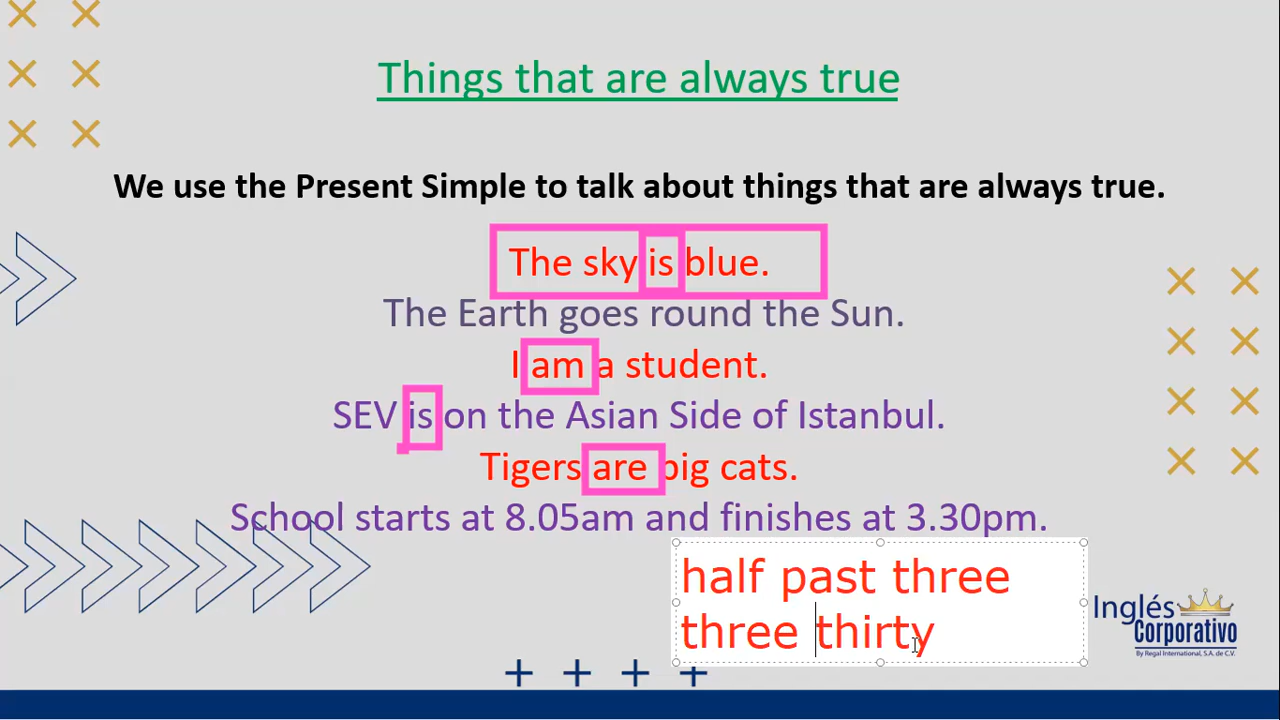 Things that are always true
We use the Present Simple to talk about things that are always true.
The sky is blue.
The Earth goes round the Sun.
I am a student.
SEV is on the Asian Side of Istanbul.
Tigers are big cats.
School starts at 8.05am and finishes at 3.30pm.
half past three
three thirty
Inglés
Corporativo
By Regal International, S.A. de C.V.